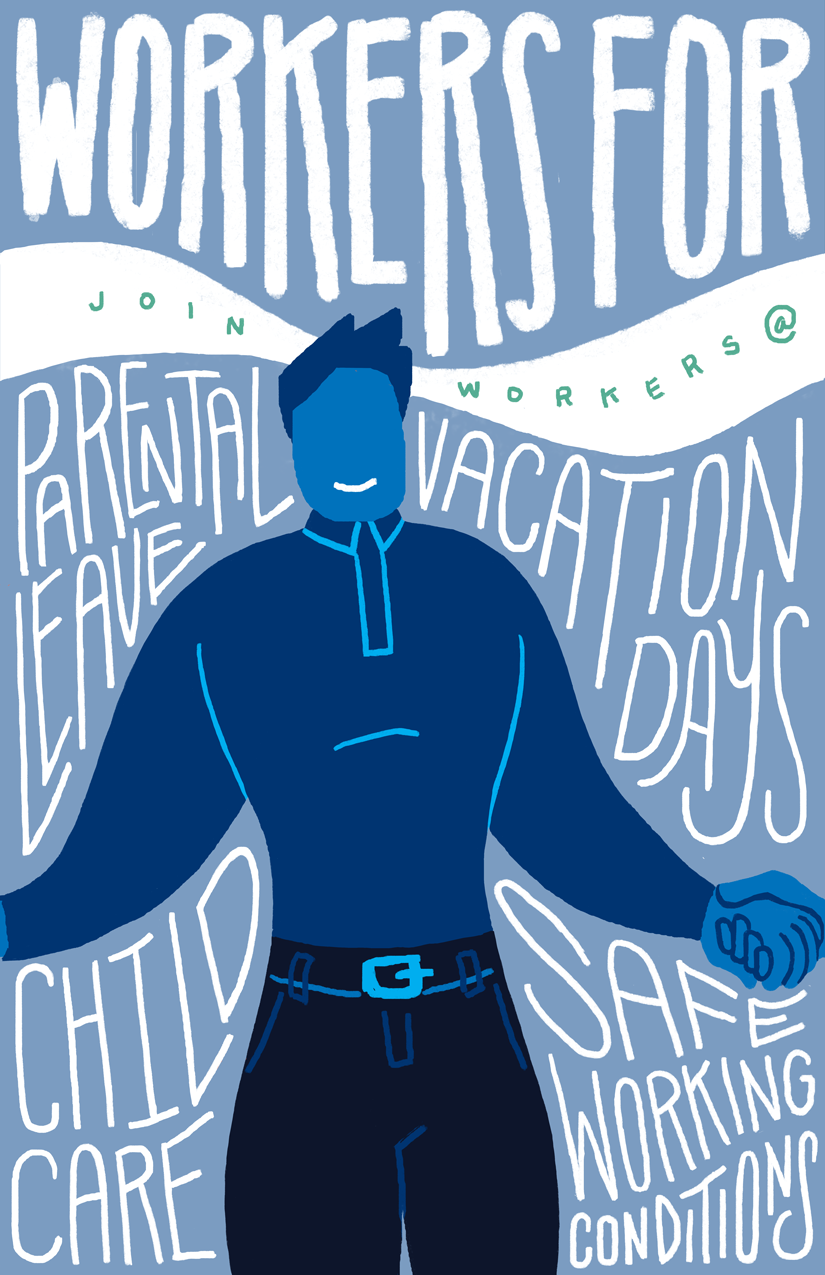 WORKERS FOR
JOIN WORKERS@
PARENTAL
LEAVE
VACATION
DAYS
CHILD
CARE
SAFE
WORKING
CONDITIONS